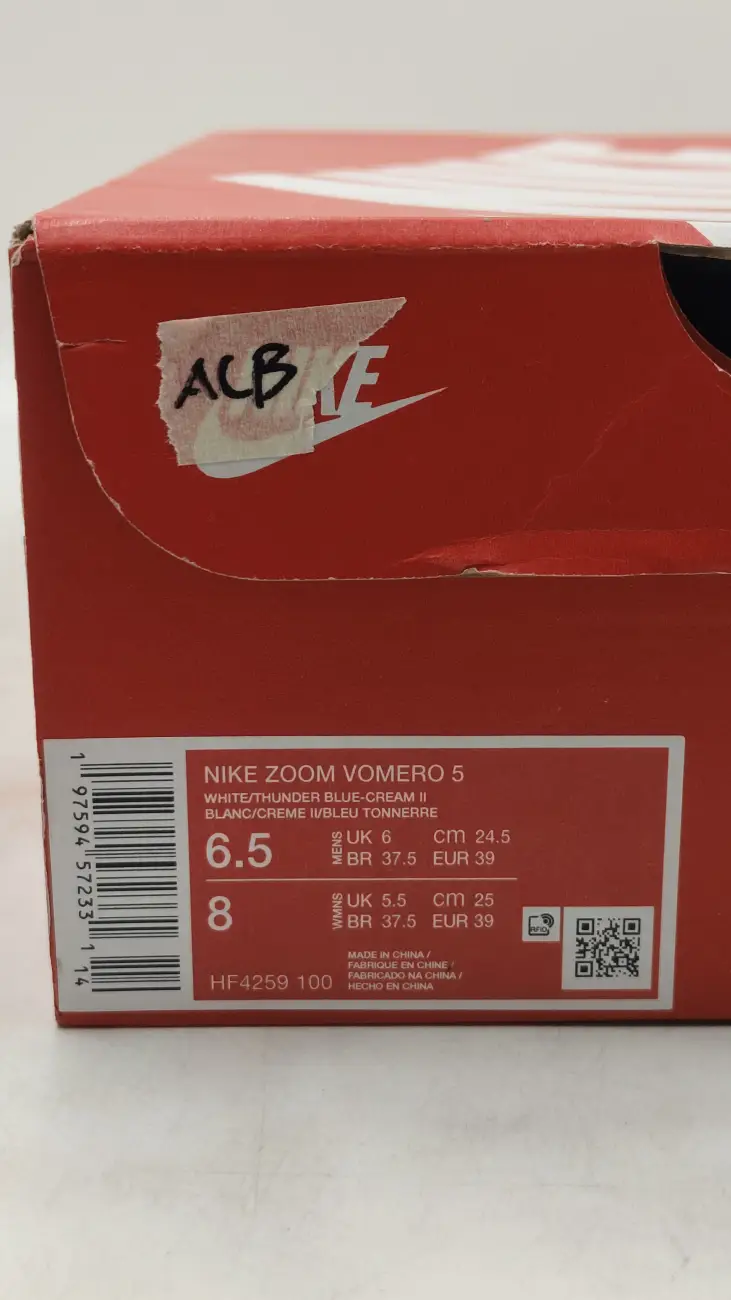 ACB
NIKE
1 97594 57233 1 14
NIKE ZOOM VOMERO 5
WHITE/THUNDER BLUE-CREAM II
BLANC/CREME II/BLEU TONNERRE
6.5 MENS UK 6 cm 24.5
BR 37.5 EUR 39
8 WMNS UK 5.5 cm 25
BR 37.5 EUR 39
RFID
HF4259 100
MADE IN CHINA /
FABRIQUE EN CHINE /
FABRICADO NA CHINA /
HECHO EN CHINA